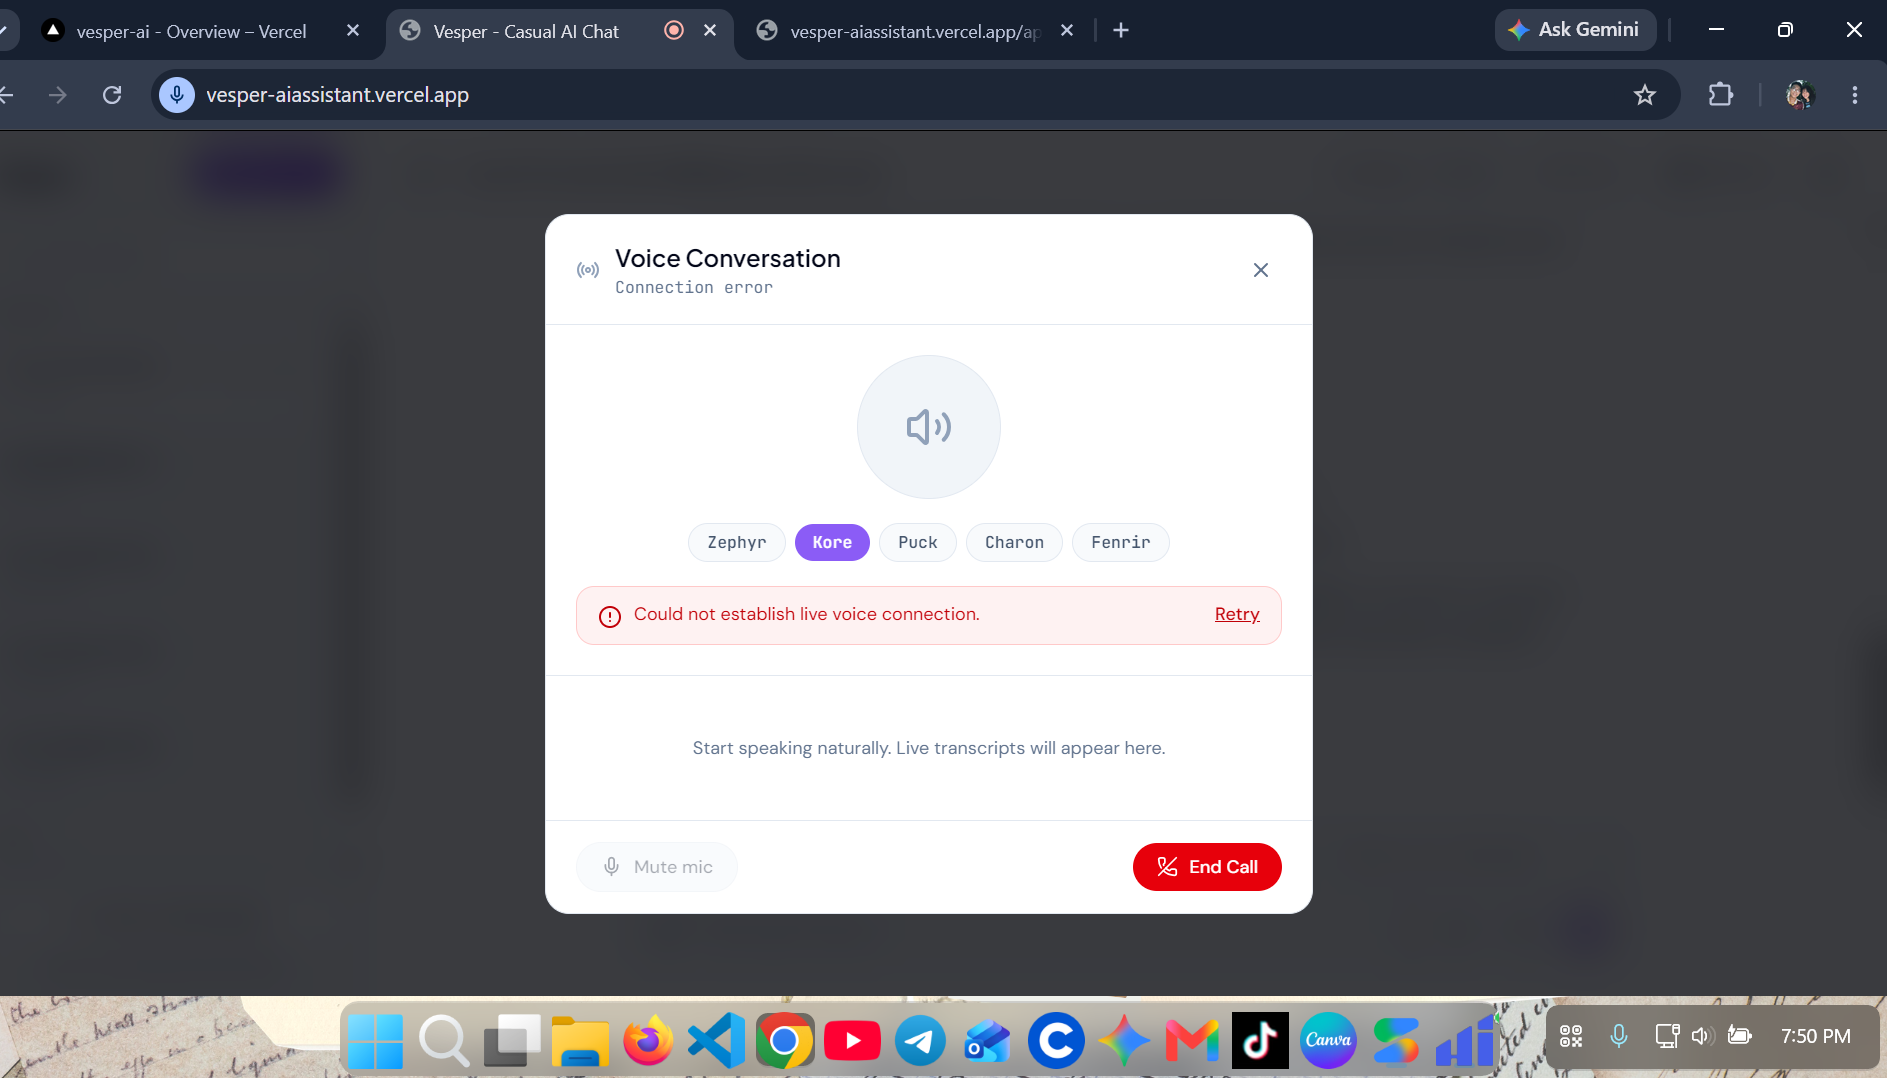 vesper-ai - Overview – Vercel
Vesper - Casual AI Chat
vesper-aiassistant.vercel.app/ap
Ask Gemini
vesper-aiassistant.vercel.app
Voice Conversation
Connection error
Zephyr
Kore
Puck
Charon
Fenrir
Could not establish live voice connection.
Retry
Start speaking naturally. Live transcripts will appear here.
Mute mic
End Call
Canva
7:50 PM